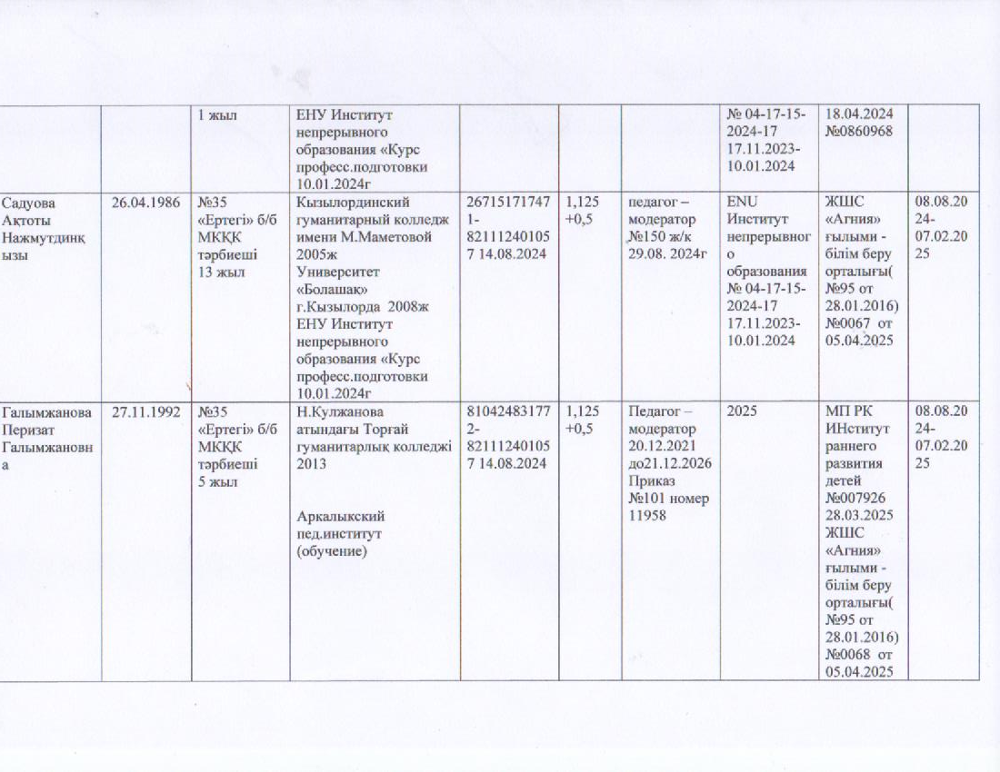 1 жыл
ЕНУ Институт
непрерывного
образования «Курс
професс.подготовки
10.01.2024г
№ 04-17-15-
2024-17
17.11.2023-
10.01.2024
18.04.2024
№0860968
Садуова
Ақтоты
Нажмутдинқ
ызы
26.04.1986
№35
«Ертегі» б/б
МКҚК
тәрбиеші
13 жыл
Кызылординский
гуманитарный колледж
имени М.Маметовой
2005ж
Университет
«Болашақ»
г.Кызылорда 2008ж
ЕНУ Институт
непрерывного
образования «Курс
професс.подготовки
10.01.2024г
26715171747
1-
82111240105
7 14.08.2024
1,125
+0,5
педагог –
модератор
№150 ж/к
29.08. 2024г
ENU
Институт
непрерывног
о
образования
№ 04-17-15-
2024-17
17.11.2023-
10.01.2024
ЖШС
«Агния»
ғылыми -
білім беру
орталығы(
№95 от
28.01.2016)
№0067 от
05.04.2025
08.08.20
24-
07.02.20
25
Галымжанова
Перизат
Галымжановн
а
27.11.1992
№35
«Ертегі» б/б
МКҚК
тәрбиеші
5 жыл
Н.Кулжанова
атындағы Торғай
гуманитарлық колледжі
2013
Аркалыкский
пед.институт
(обучение)
81042483177
2-
82111240105
7 14.08.2024
1,125
+0,5
Педагог –
модератор
20.12.2021
до21.12.2026
Приказ
№101 номер
11958
2025
МП РК
ИНститут
раннего
развития
детей
№007926
28.03.2025
ЖШС
«Агния»
ғылыми -
білім беру
орталығы(
№95 от
28.01.2016)
№0068 от
05.04.2025
08.08.20
24-
07.02.20
25